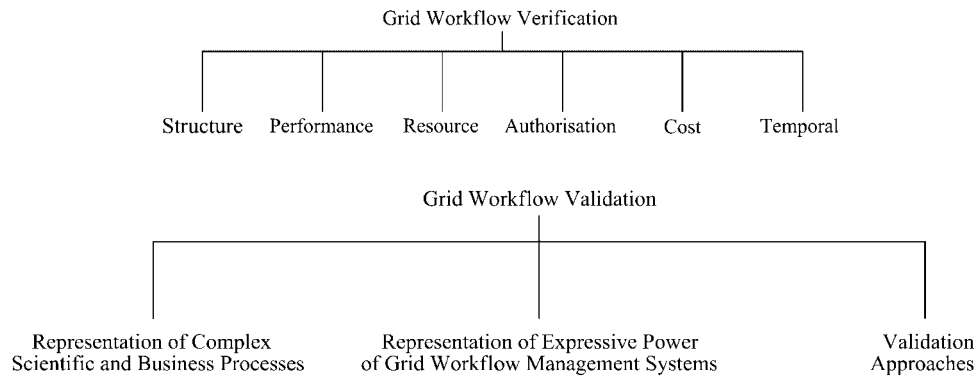 Grid Workflow Verification
Structure Performance Resource Authorisation Cost Temporal
Grid Workflow Validation
Representation of Complex
Scientific and Business Processes
Representation of Expressive Power
of Grid Workflow Management Systems
Validation
Approaches